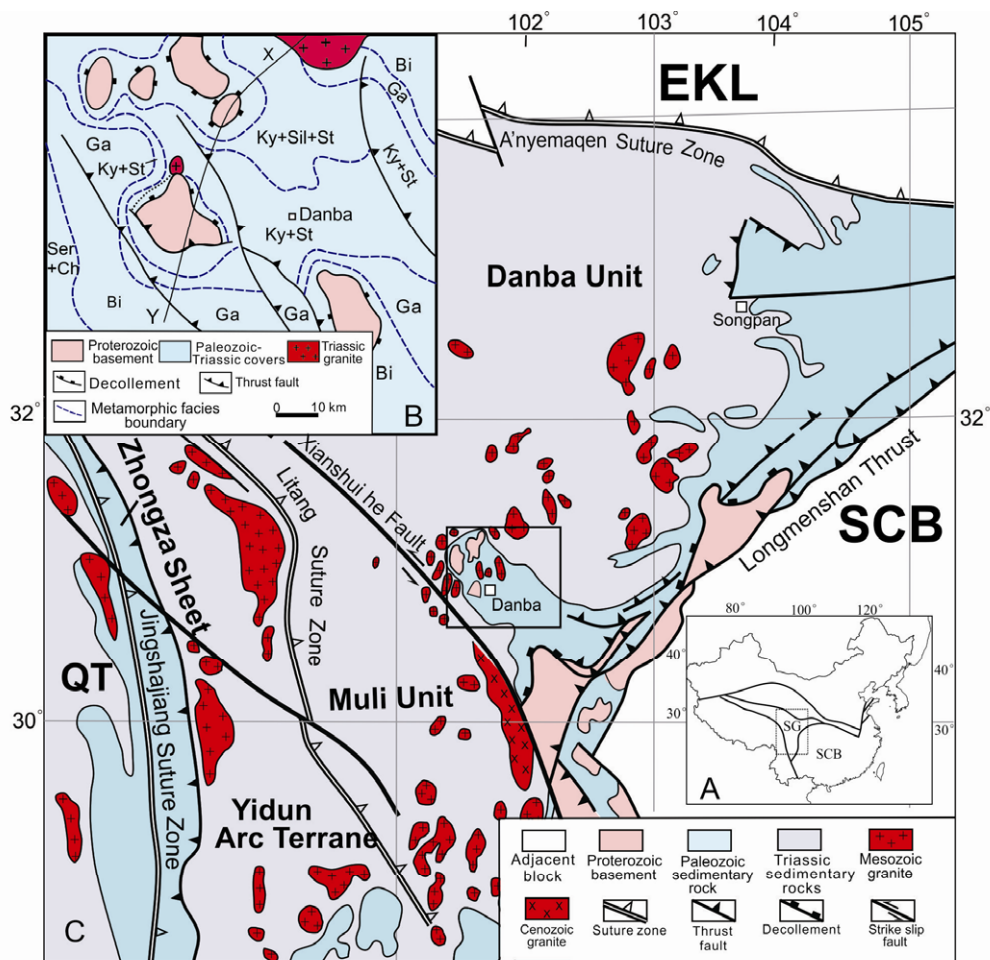 102° 103° 104° 105°
X
Bi
Ga
EKL
A'nyemaqen Suture Zone
Ga
Ky+Sil+St
Ky+St
Ky+St
Danba
Ky+St
Ser
+Ch
Bi
Y
Ga
Ga
Ga
Bi
Proterozoic
basement
Paleozoic-
Triassic covers
Triassic
granite
Decollement
Thrust fault
Metamorphic facies
boundary
0 10 km
B
Danba Unit
Songpan
32°
32°
Zhongza Sheet
Litang
Suture Zone
Xianshui he Fault
Longmenshan Thrust
SCB
Danba
Jingshajiang Suture Zone
QT
Muli Unit
30°
30°
80° 100° 120°
40°
40°
30°
30°
SG
SCB
A
Yidun
Arc Terrane
C
Adjacent
block
Proterozoic
basement
Paleozoic
sedimentary
rock
Triassic
sedimentary
rocks
Mesozoic
granite
Cenozoic
granite
Suture zone
Thrust
fault
Decollement
Strike slip
fault